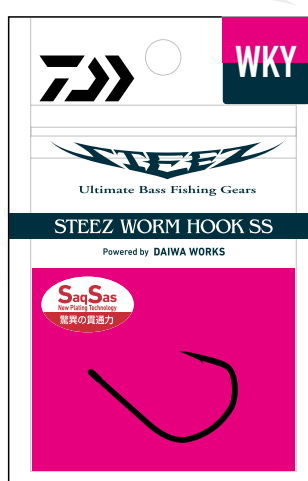 WKY
STEEZ
Ultimate Bass Fishing Gears
STEEZ WORM HOOK SS
Powered by DAIWA WORKS
SaqSas
New Plating Technology
驚異の貫通力